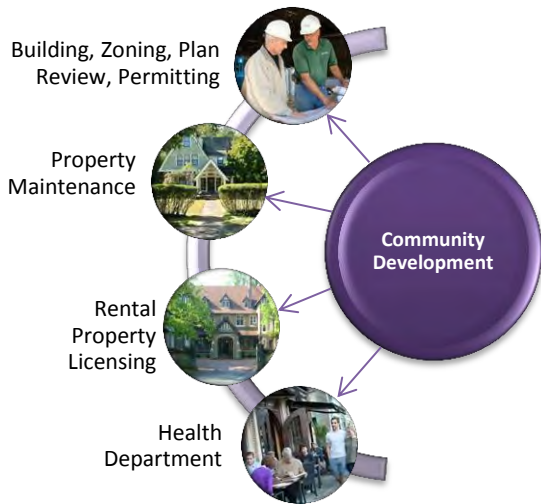 Building, Zoning, Plan
Review, Permitting
Property
Maintenance
Community
Development
Rental
Property
Licensing
Health
Department